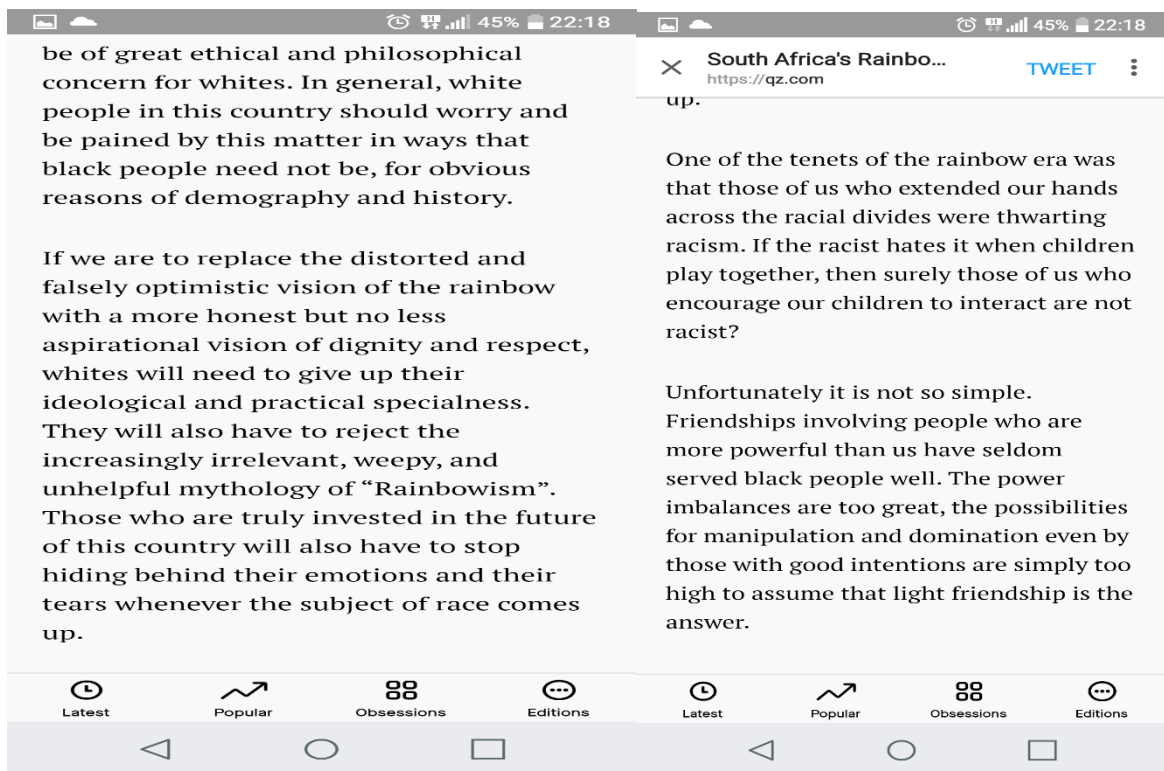 45% 22:18
be of great ethical and philosophical
concern for whites. In general, white
people in this country should worry and
be pained by this matter in ways that
black people need not be, for obvious
reasons of demography and history.
If we are to replace the distorted and
falsely optimistic vision of the rainbow
with a more honest but no less
aspirational vision of dignity and respect,
whites will need to give up their
ideological and practical specialness.
They will also have to reject the
increasingly irrelevant, weepy, and
unhelpful mythology of “Rainbowism”.
Those who are truly invested in the future
of this country will also have to stop
hiding behind their emotions and their
tears whenever the subject of race comes
up.
Latest Popular Obsessions Editions
45% 22:18
South Africa's Rainbo...
TWEET
https://qz.com
up.
One of the tenets of the rainbow era was
that those of us who extended our hands
across the racial divides were thwarting
racism. If the racist hates it when children
play together, then surely those of us who
encourage our children to interact are not
racist?
Unfortunately it is not so simple.
Friendships involving people who are
more powerful than us have seldom
served black people well. The power
imbalances are too great, the possibilities
for manipulation and domination even by
those with good intentions are simply too
high to assume that light friendship is the
answer.
Latest Popular Obsessions Editions